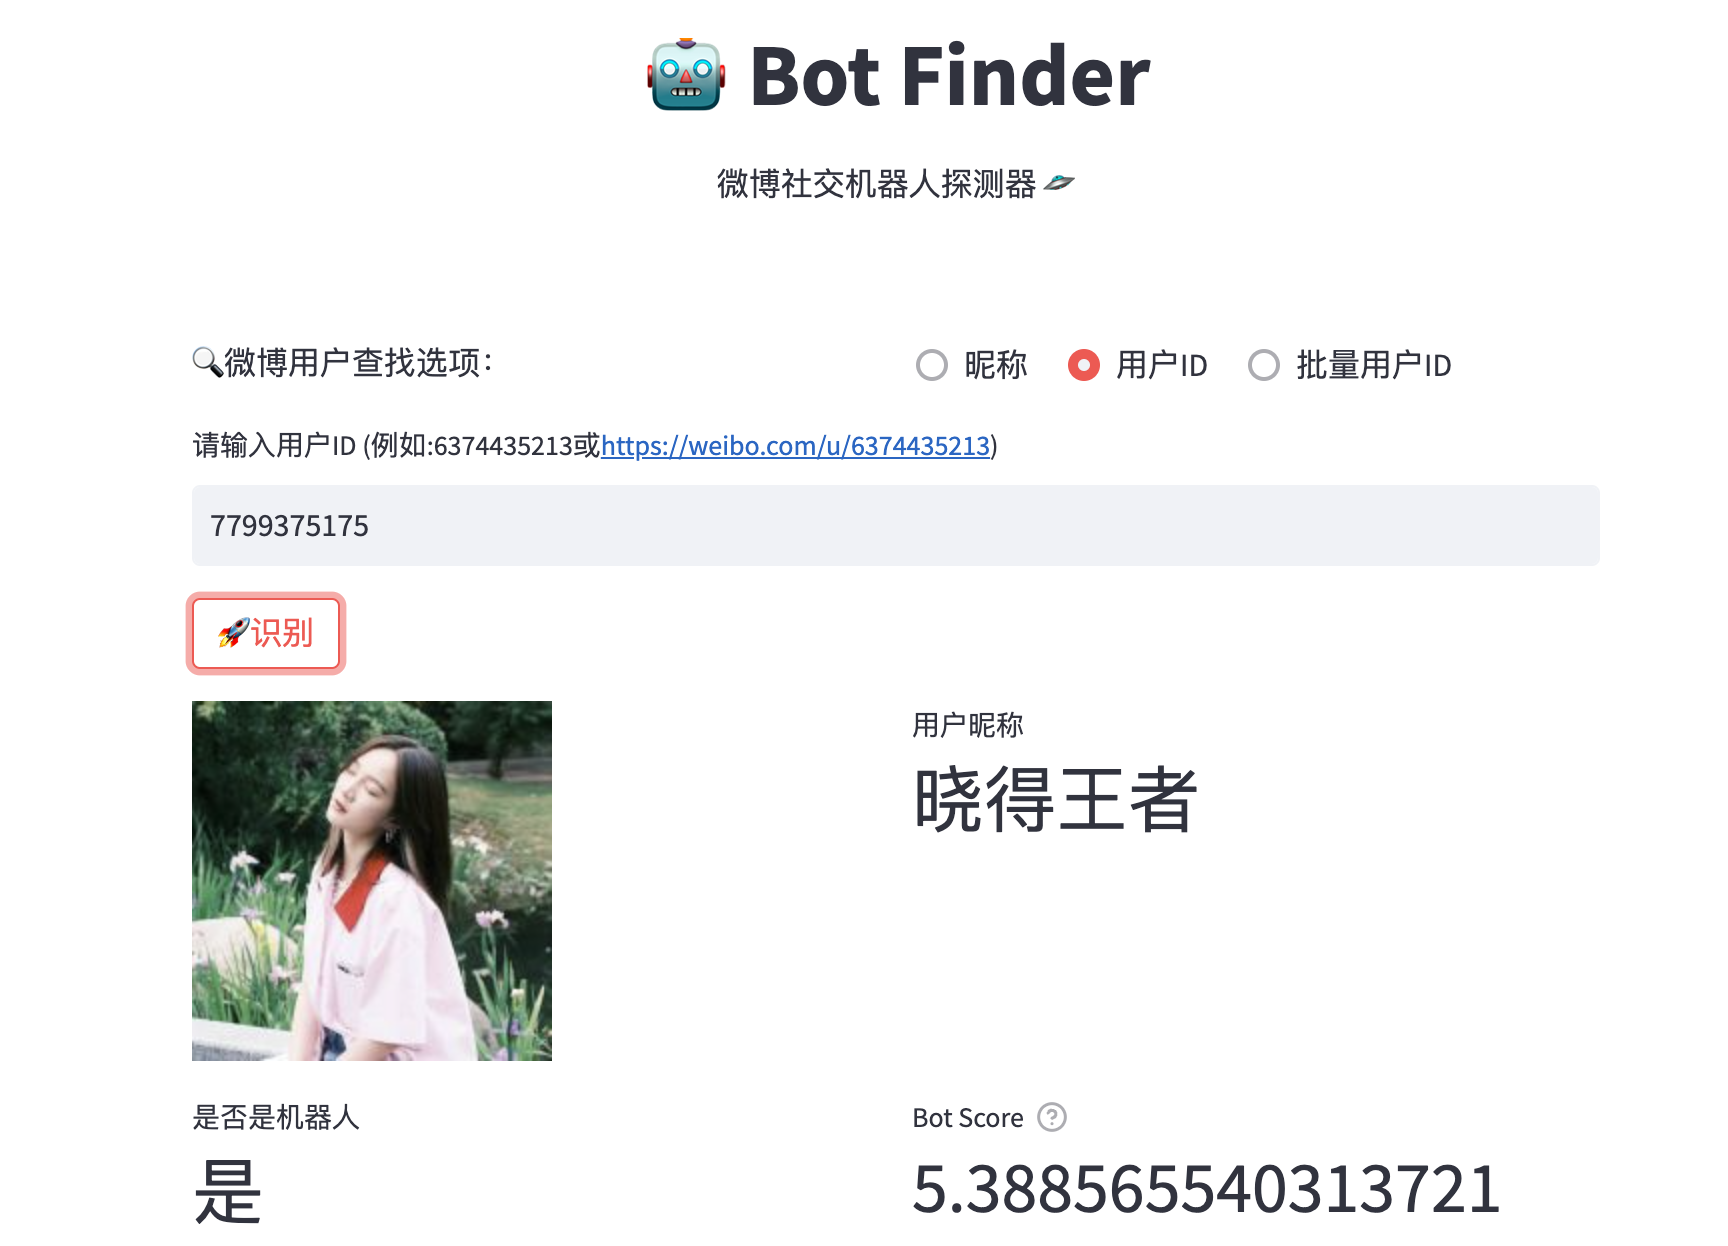 Bot Finder
微博社交机器人探测器
微博用户查找选项：
昵称 用户ID 批量用户ID
请输入用户ID (例如:6374435213或https://weibo.com/u/6374435213)
7799375175
识别
用户昵称
晓得王者
是否是机器人
是
Bot Score ?
5.388565540313721